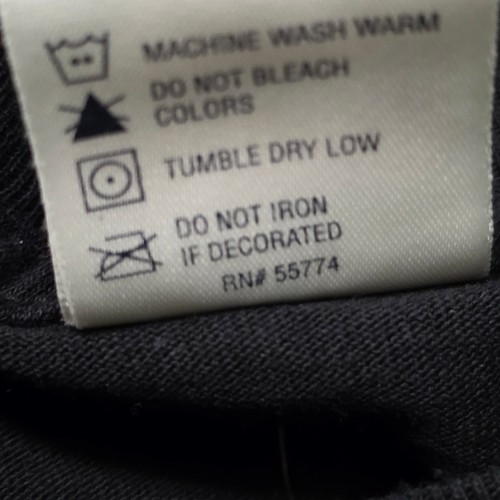 MACHINE WASH WARM
DO NOT BLEACH
COLORS
TUMBLE DRY LOW
DO NOT IRON
IF DECORATED
RN# 55774